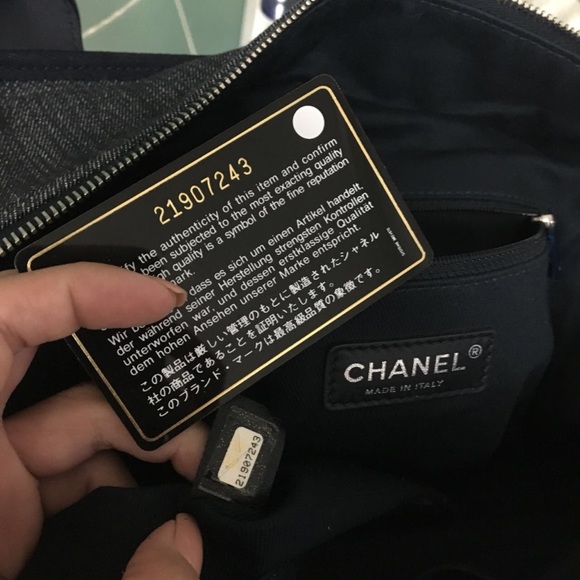 21907243
fy the authenticity of this item and confirm
been subjected to the most exacting quality
high quality is a symbol of the fine reputation
mark.
dass es sich um einen Artikel handelt,
der während seiner Herstellung strengsten Kontrollen
unterworfen war und dessen erstklassige Qualität
dem hohen Ansehen unserer Marke entspricht.
この製品は厳しい管理のもとに製造されたシャネル
社の商品であることを証明いたします。
このブランド・マークは最高級品質の象徴です。
CHANEL®
MADE IN ITALY
21907243